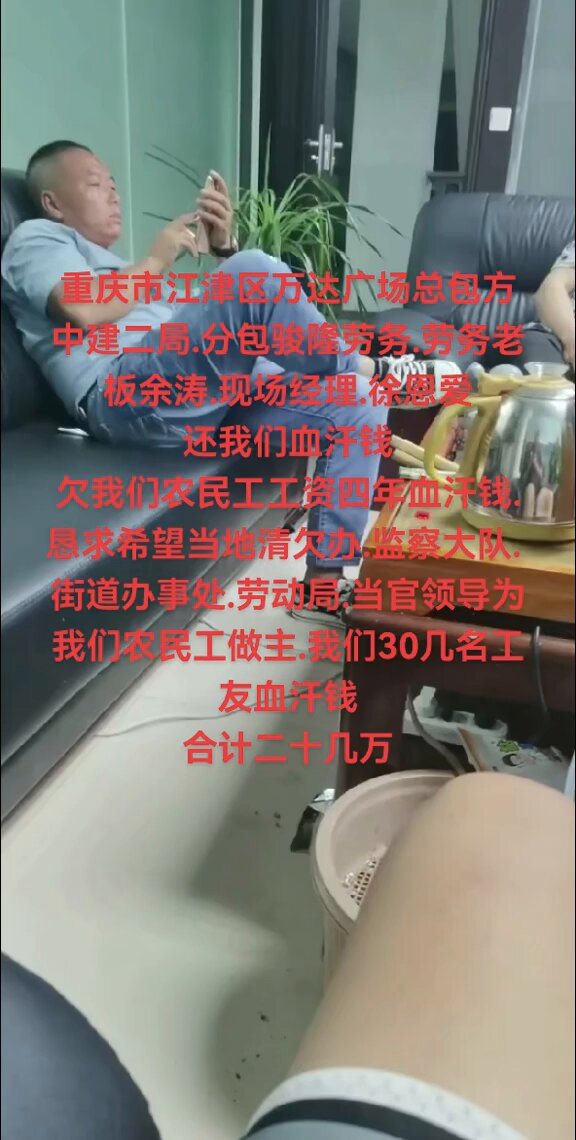 重庆市江津区万达广场总包方
中建二局.分包骏隆劳务.劳务老
板余涛.现场经理.徐恩爱
还我们血汗钱
欠我们农民工工资四年血汗钱.
恳求希望当地清欠办.监察大队.
街道办事处.劳动局.当官领导为
我们农民工做主.我们30几名工
友血汗钱
合计二十几万